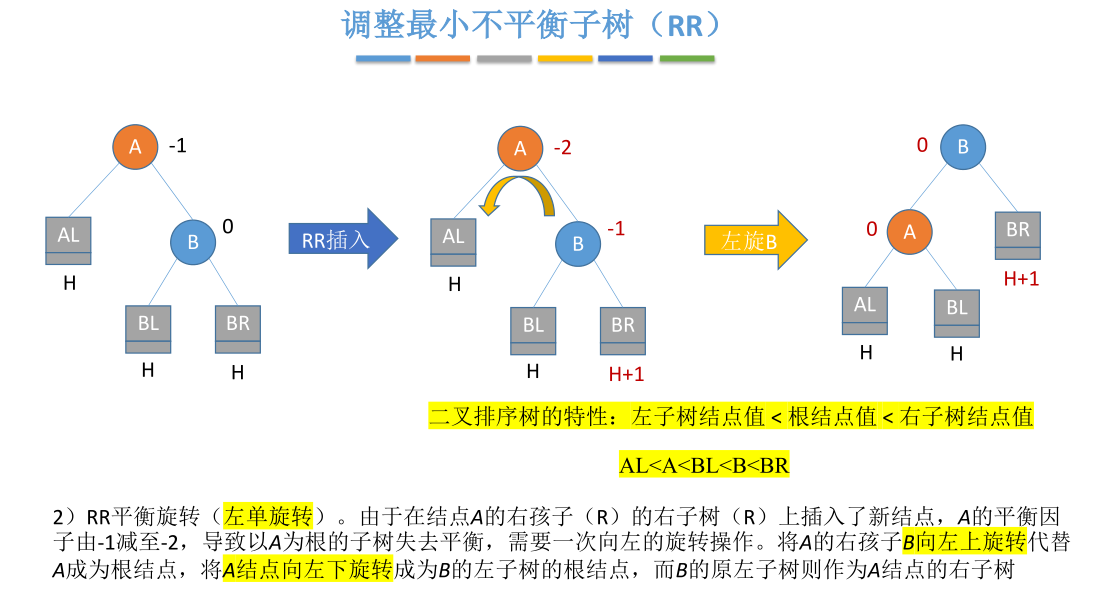 调整最小不平衡子树（RR）
A
-1
AL
H
B
0
BL
H
BR
H
RR插入
A
-2
AL
H
B
-1
BL
H
BR
H+1
左旋B
0
B
0
A
BR
H+1
AL
H
BL
H
二叉排序树的特性：左子树结点值 < 根结点值 < 右子树结点值
AL<A<BL<B<BR
2）RR平衡旋转（左单旋转）。由于在结点A的右孩子（R）的右子树（R）上插入了新结点，A的平衡因
子由-1减至-2，导致以A为根的子树失去平衡，需要一次向左的旋转操作。将A的右孩子B向左上旋转代替
A成为根结点，将A结点向左下旋转成为B的左子树的根结点，而B的原左子树则作为A结点的右子树